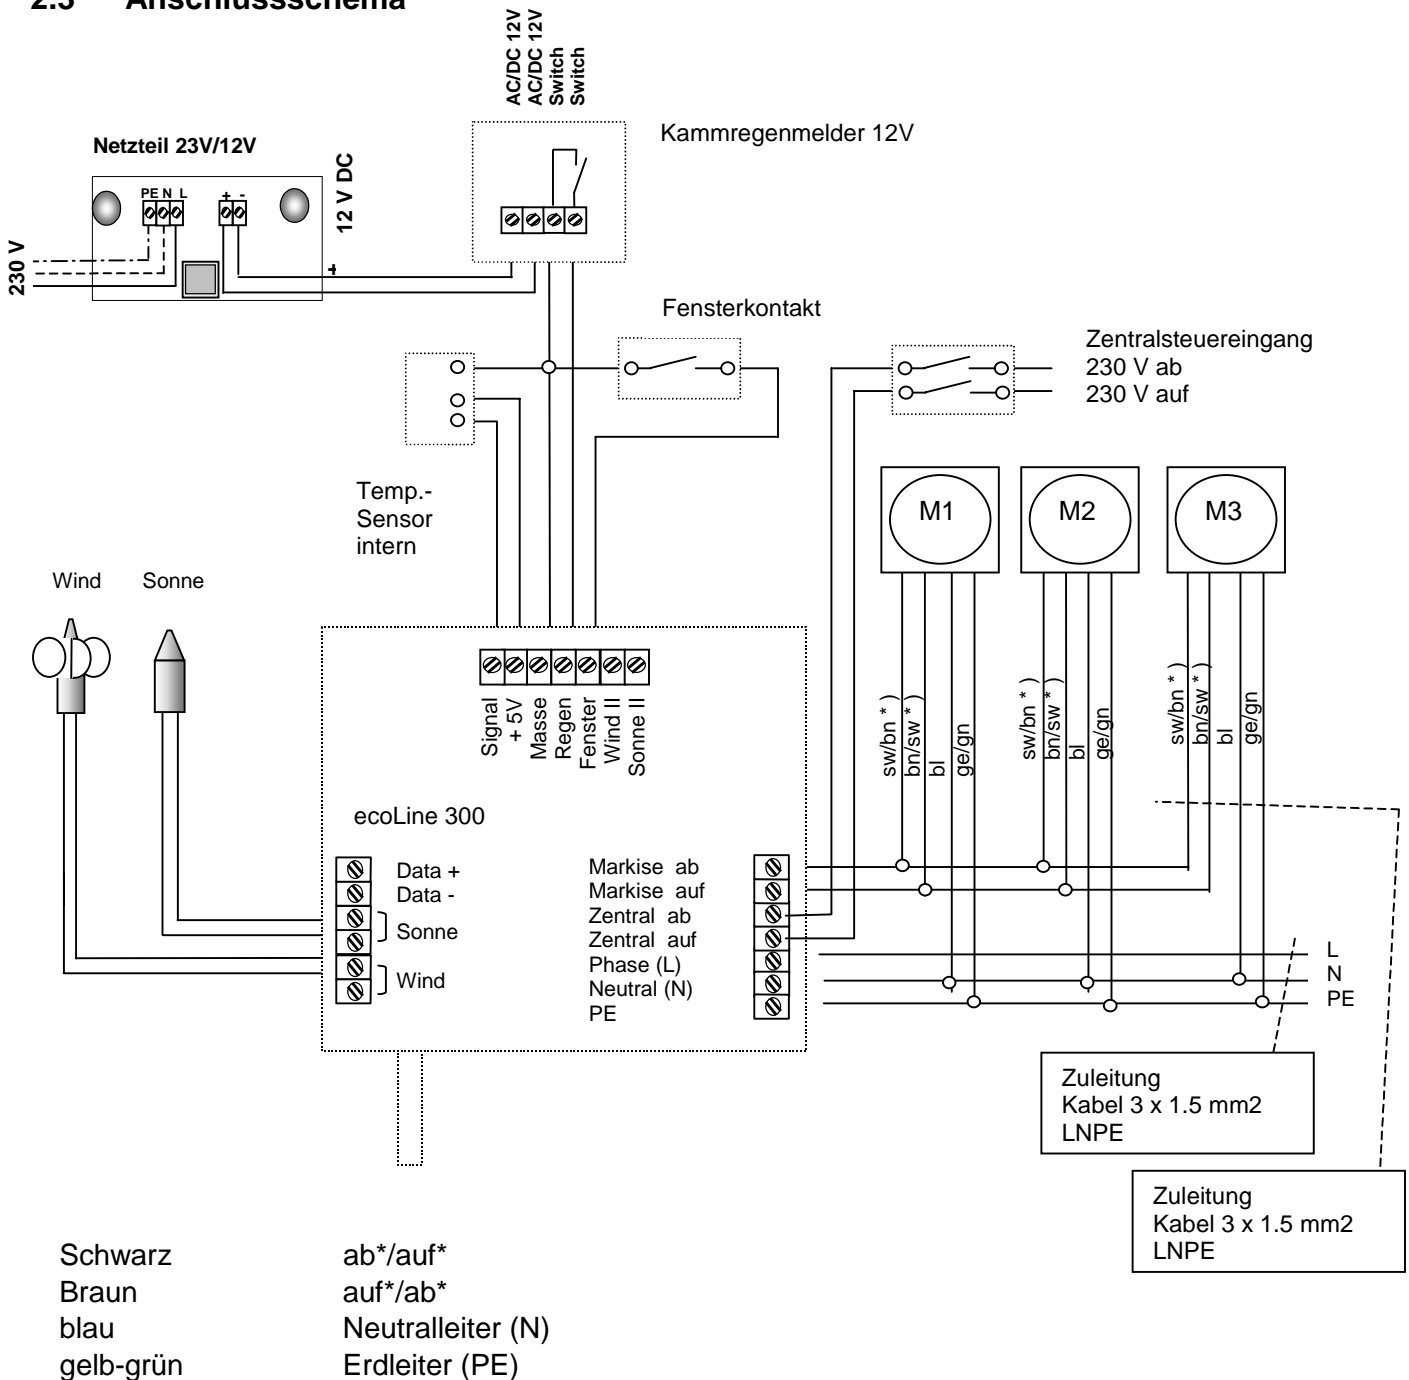 2.3 Anschlussschema
AC/DC 12V
AC/DC 12V
Switch
Switch
Kammregenmelder 12V
Netzteil 23V/12V
PE N L
+ -
12 V DC
+
230 V
Fensterkontakt
Zentralsteuereingang
230 V ab
230 V auf
Temp.-
Sensor
intern
M1
M2
M3
Wind
Sonne
sw/bn * )
bn/sw * )
bl
ge/gn
sw/bn * )
bn/sw * )
bl
ge/gn
sw/bn * )
bn/sw * )
bl
ge/gn
Signal
+ 5V
Masse
Regen
Fenster
Wind II
Sonne II
ecoLine 300
Data +
Data -
Sonne
Wind
Markise ab
Markise auf
Zentral ab
Zentral auf
Phase (L)
Neutral (N)
PE
L
N
PE
Zuleitung
Kabel 3 x 1.5 mm2
LNPE
Zuleitung
Kabel 3 x 1.5 mm2
LNPE
Schwarz ab*/auf*
Braun auf*/ab*
blau Neutralleiter (N)
gelb-grün Erdleiter (PE)